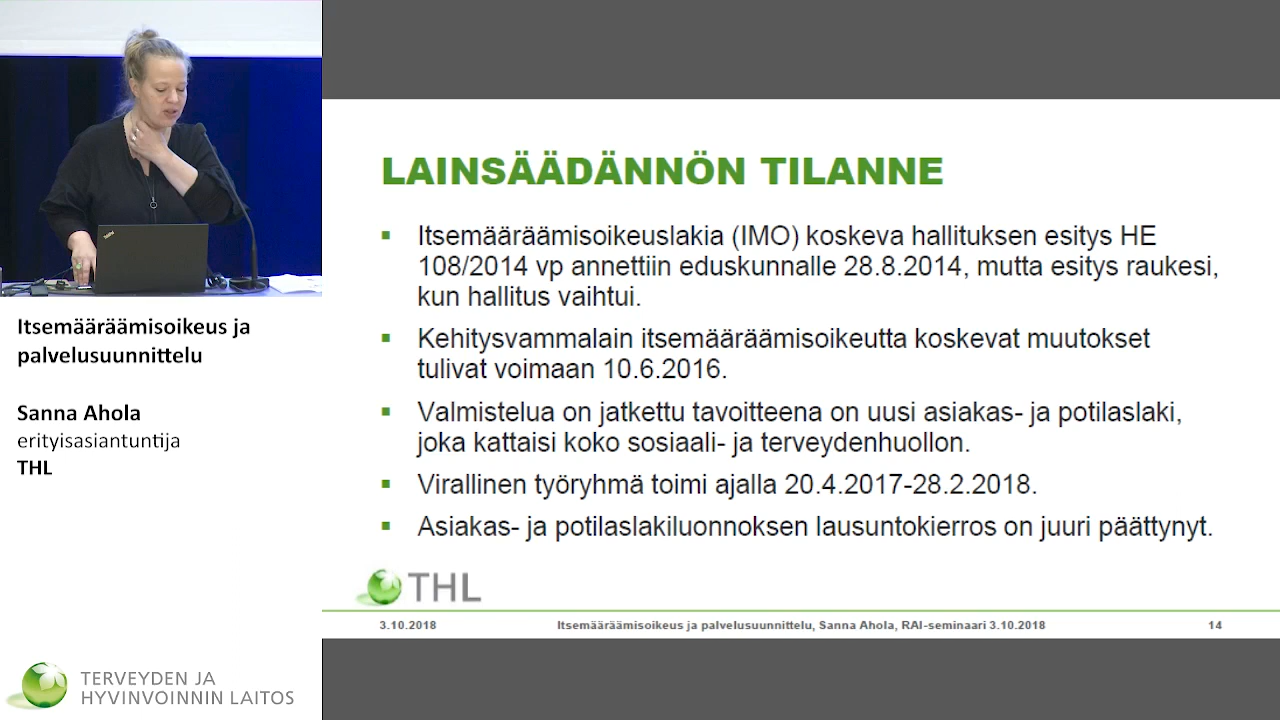 Itsemääräämisoikeus ja
palvelusuunnittelu
Sanna Ahola
erityisasiantuntija
THL
TERVEYDEN JA
HYVINVOINNIN LAITOS
LAINSÄÄDÄNNÖN TILANNE
▪ Itsemääräämisoikeuslakia (IMO) koskeva hallituksen esitys HE
108/2014 vp annettiin eduskunnalle 28.8.2014, mutta esitys raukesi,
kun hallitus vaihtui.
▪ Kehitysvammalain itsemääräämisoikeutta koskevat muutokset
tulivat voimaan 10.6.2016.
▪ Valmistelua on jatkettu tavoitteena on uusi asiakas- ja potilaslaki,
joka kattaisi koko sosiaali- ja terveydenhuollon.
▪ Virallinen työryhmä toimi ajalla 20.4.2017-28.2.2018.
▪ Asiakas- ja potilaslakiluonnoksen lausuntokierros on juuri päättynyt.
THL
3.10.2018 Itsemääräämisoikeus ja palvelusuunnittelu, Sanna Ahola, RAI-seminaari 3.10.2018 14